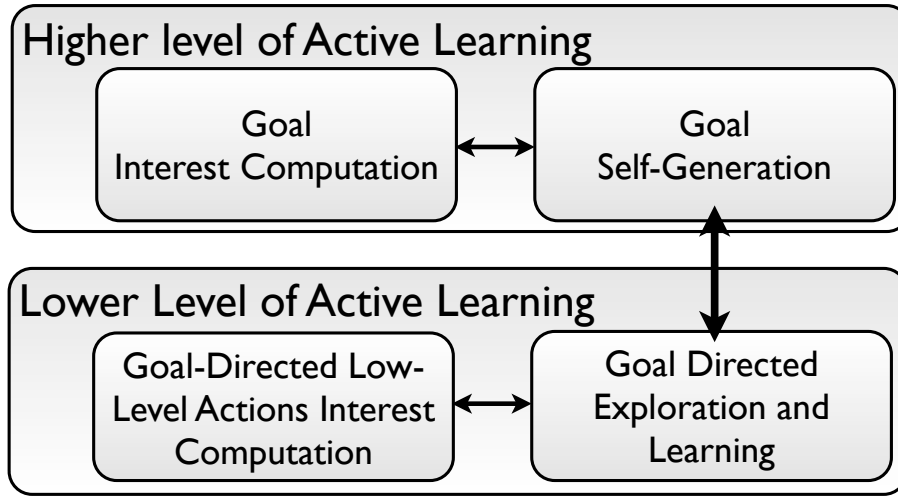 Higher level of Active Learning
Goal
Interest Computation
Goal
Self-Generation
Lower Level of Active Learning
Goal-Directed Low-
Level Actions Interest
Computation
Goal Directed
Exploration and
Learning